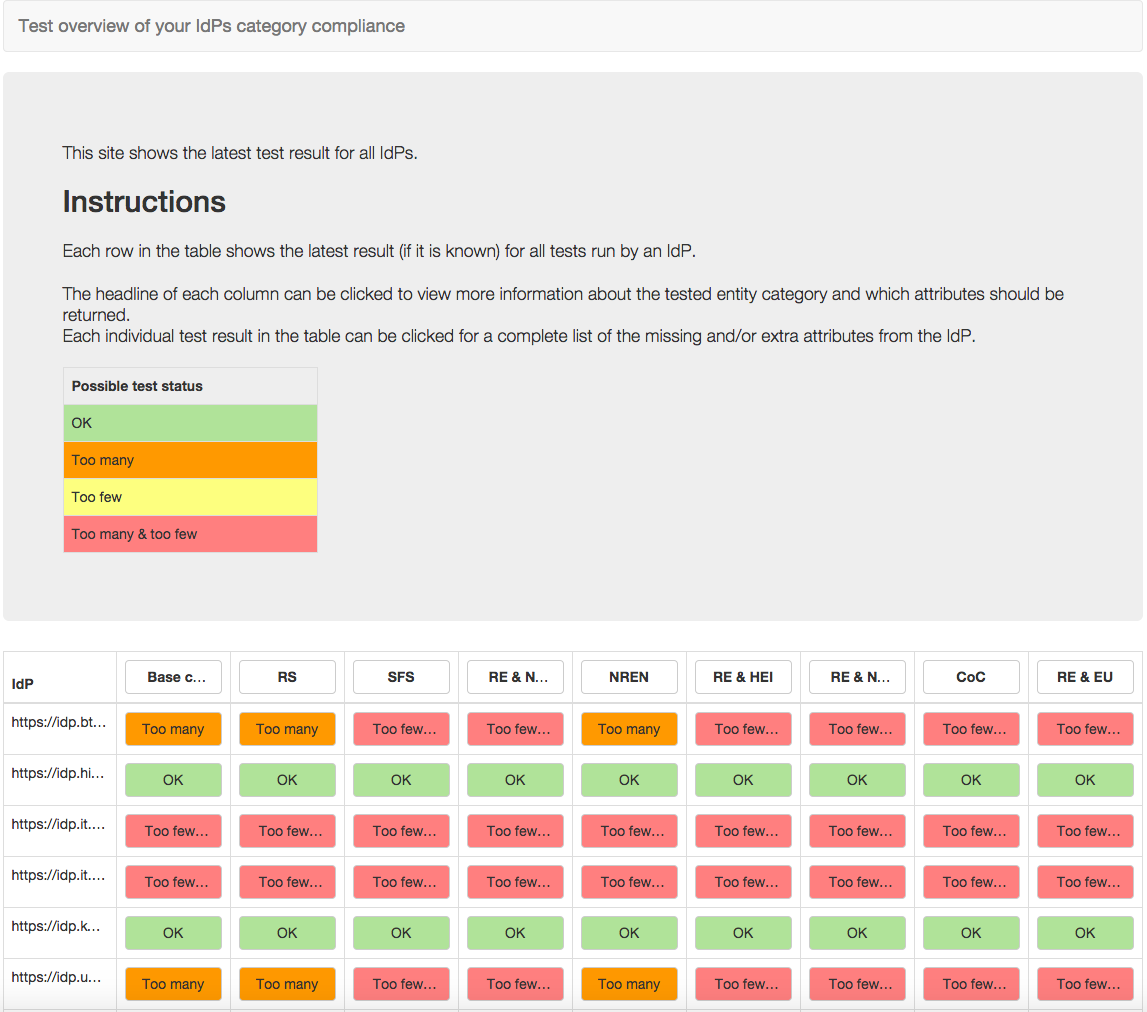 Test overview of your IdPs category compliance
This site shows the latest test result for all IdPs.
Instructions
Each row in the table shows the latest result (if it is known) for all tests run by an IdP.
The headline of each column can be clicked to view more information about the tested entity category and which attributes should be
returned.
Each individual test result in the table can be clicked for a complete list of the missing and/or extra attributes from the IdP.
Possible test status
OK
Too many
Too few
Too many & too few
IdP Base c... RS SFS RE & N... NREN RE & HEI RE & N... CoC RE & EU
https://idp.bt... Too many Too many Too few... Too few... Too many Too few... Too few... Too few... Too few...
https://idp.hi... OK OK OK OK OK OK OK OK OK
https://idp.it.... Too few... Too few... Too few... Too few... Too few... Too few... Too few... Too few... Too few...
https://idp.it.... Too few... Too few... Too few... Too few... Too few... Too few... Too few... Too few... Too few...
https://idp.k... OK OK OK OK OK OK OK OK OK
https://idp.u... Too many Too many Too few... Too few... Too many Too few... Too few... Too few... Too few...